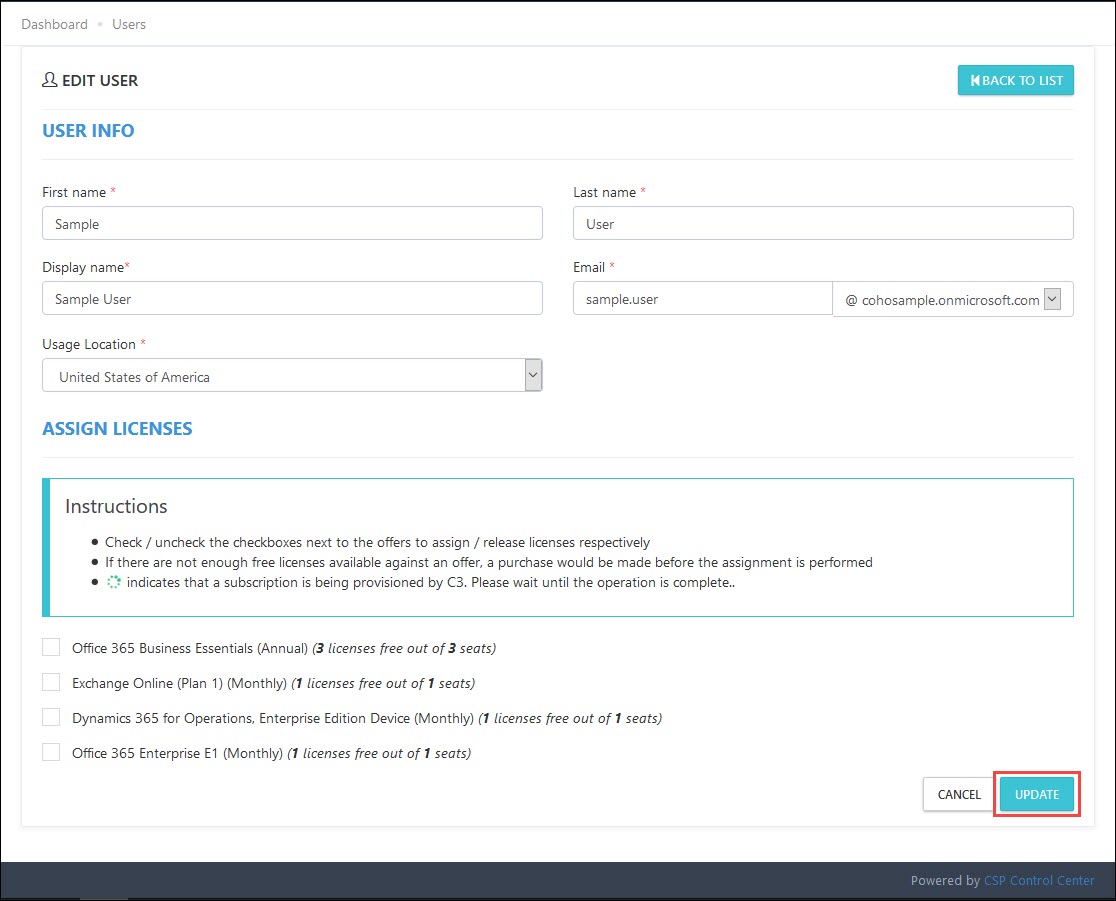 Dashboard • Users
EDIT USER
BACK TO LIST
USER INFO
First name *
Last name *
Sample
User
Display name*
Email *
Sample User
sample.user
@ cohosample.onmicrosoft.com
Usage Location *
United States of America
ASSIGN LICENSES
Instructions
• Check / uncheck the checkboxes next to the offers to assign / release licenses respectively
• If there are not enough free licenses available against an offer, a purchase would be made before the assignment is performed
• indicates that a subscription is being provisioned by C3. Please wait until the operation is complete..
Office 365 Business Essentials (Annual) (3 licenses free out of 3 seats)
Exchange Online (Plan 1) (Monthly) (1 licenses free out of 1 seats)
Dynamics 365 for Operations, Enterprise Edition Device (Monthly) (1 licenses free out of 1 seats)
Office 365 Enterprise E1 (Monthly) (1 licenses free out of 1 seats)
CANCEL
UPDATE
Powered by CSP Control Center